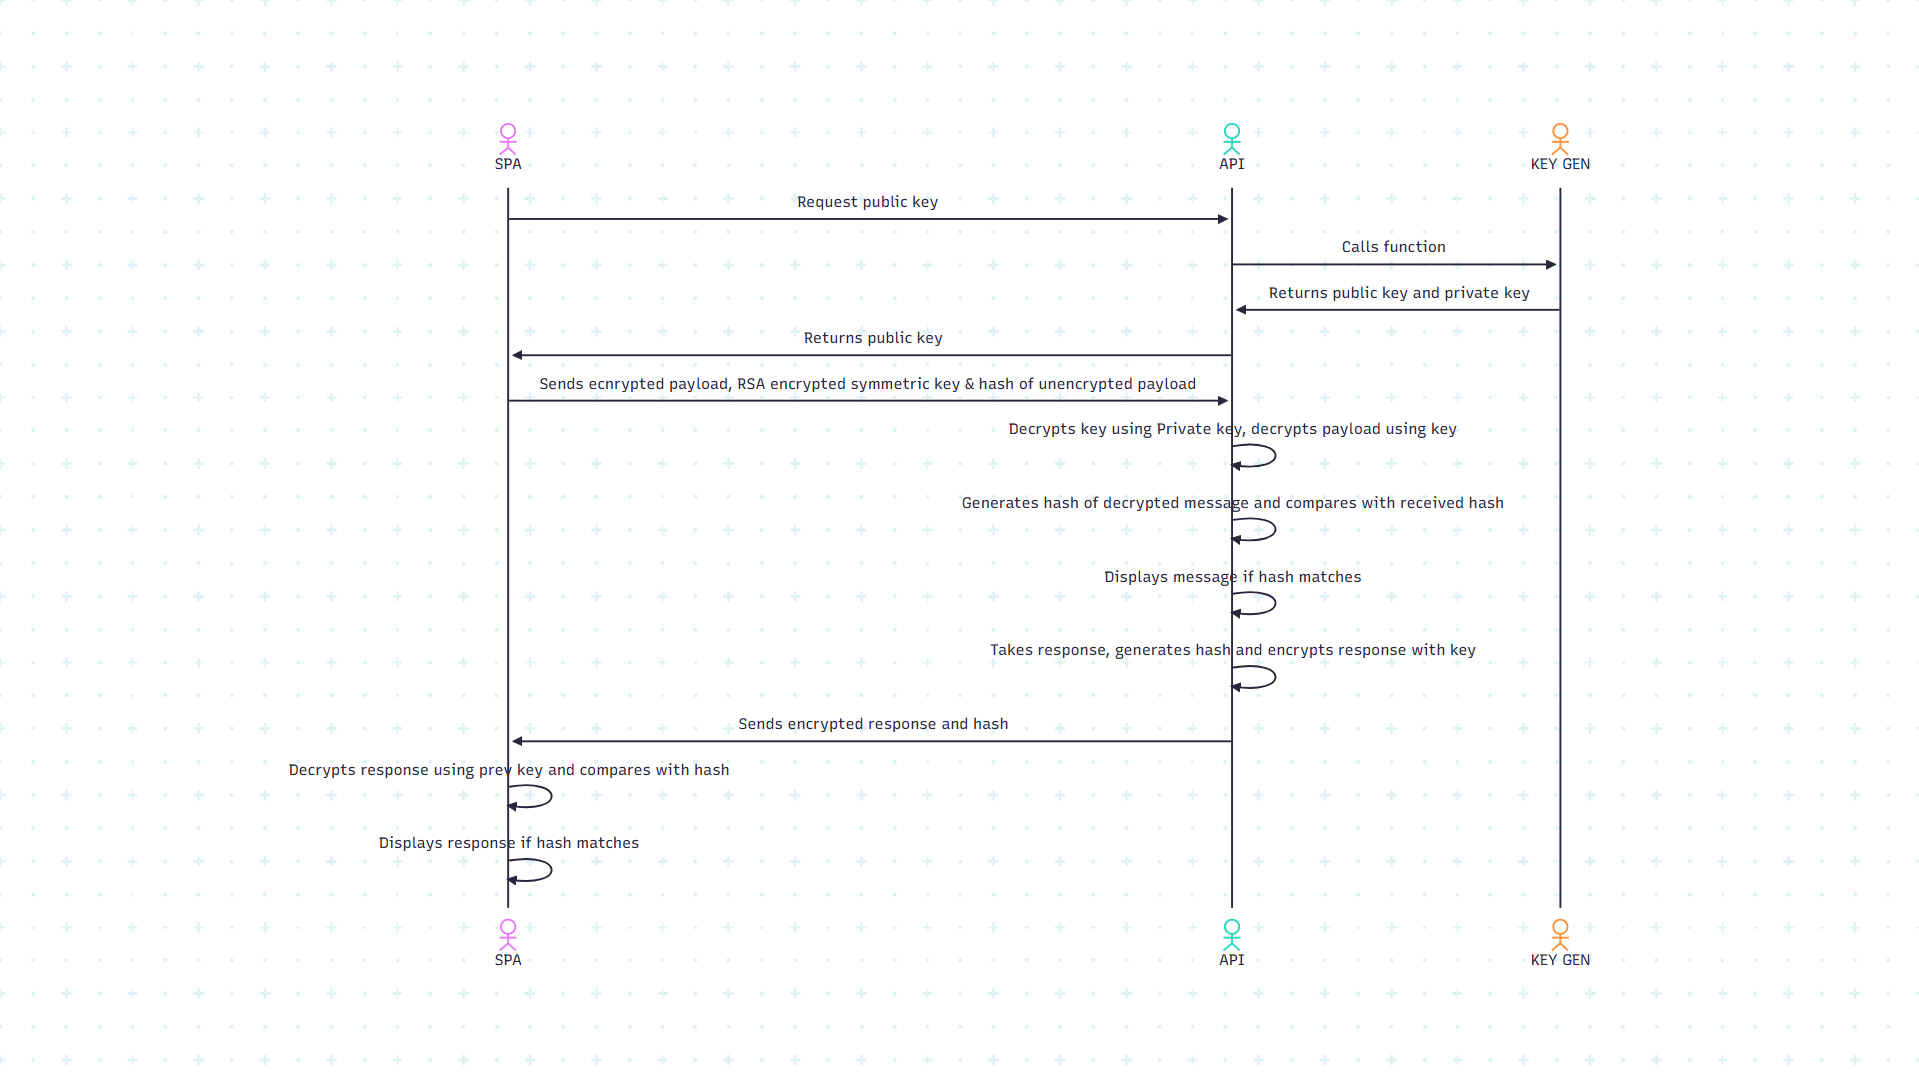 SPA
API
KEY GEN
Request public key
Calls function
Returns public key and private key
Returns public key
Sends ecnrypted payload, RSA encrypted symmetric key & hash of unencrypted payload
Decrypts key using Private key, decrypts payload using key
Generates hash of decrypted message and compares with received hash
Displays message if hash matches
Takes response, generates hash and encrypts response with key
Sends encrypted response and hash
Decrypts response using prev key and compares with hash
Displays response if hash matches
SPA
API
KEY GEN